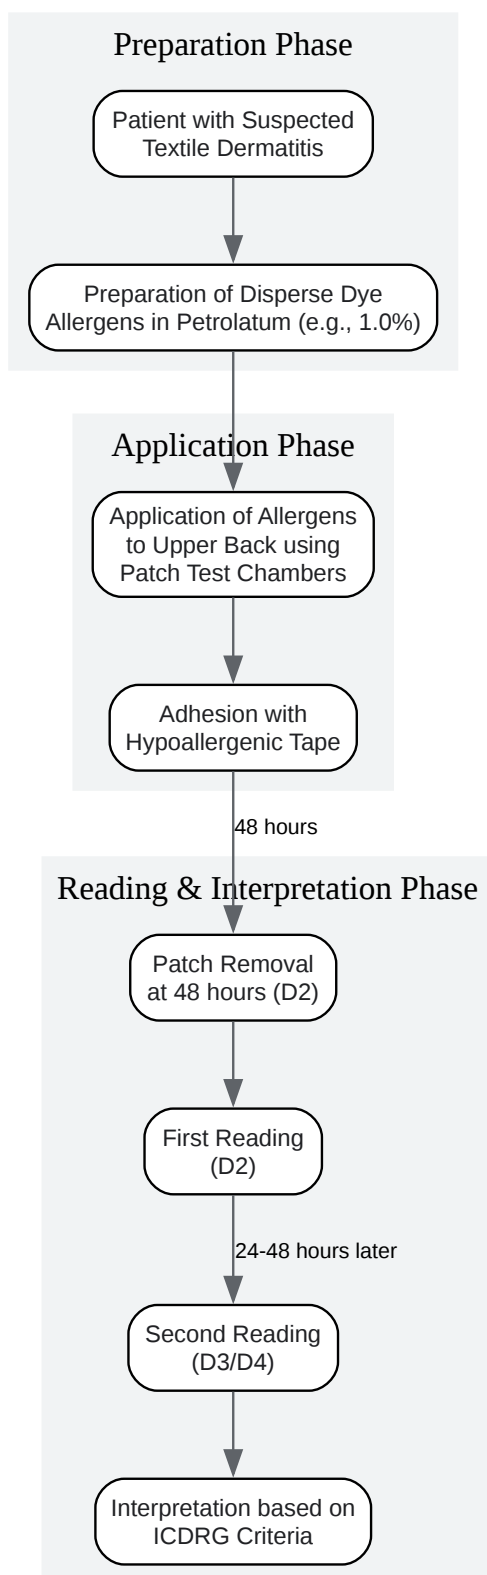 Preparation Phase
Patient with Suspected
Textile Dermatitis
Preparation of Disperse Dye
Allergens in Petrolatum (e.g., 1.0%)
Application Phase
Application of Allergens
to Upper Back using
Patch Test Chambers
Adhesion with
Hypoallergenic Tape
48 hours
Reading & Interpretation Phase
Patch Removal
at 48 hours (D2)
First Reading
(D2)
24-48 hours later
Second Reading
(D3/D4)
Interpretation based on
ICDRG Criteria